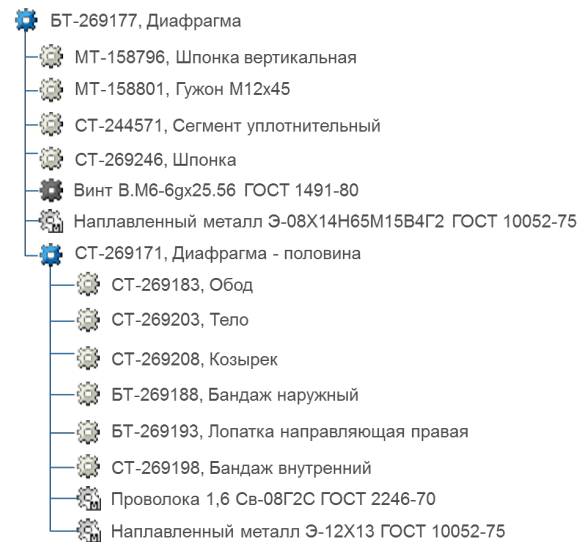 БТ-269177, Диафрагма
МТ-158796, Шпонка вертикальная
МТ-158801, Гужон М12х45
СТ-244571, Сегмент уплотнительный
СТ-269246, Шпонка
Винт В.М6-6gх25.56 ГОСТ 1491-80
Наплавленный металл Э-08Х14Н65М15В4Г2 ГОСТ 10052-75
СТ-269171, Диафрагма - половина
СТ-269183, Обод
СТ-269203, Тело
СТ-269208, Козырек
БТ-269188, Бандаж наружный
БТ-269193, Лопатка направляющая правая
СТ-269198, Бандаж внутренний
Проволока 1,6 Св-08Г2С ГОСТ 2246-70
Наплавленный металл Э-12Х13 ГОСТ 10052-75